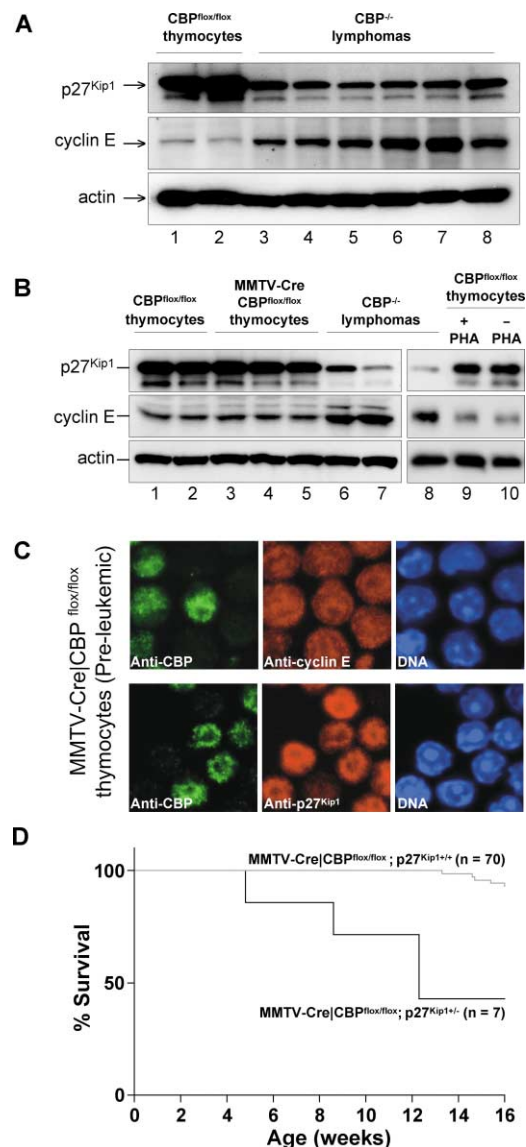 A
CBPflox/flox
thymocytes
CBP-/-
lymphomas
p27Kip1
cyclin E
actin
1 2 3 4 5 6 7 8
B
CBPflox/flox
thymocytes
MMTV-Cre
CBPflox/flox
thymocytes
CBP-/-
lymphomas
CBPflox/flox
thymocytes
+ –
PHA PHA
p27Kip1
cyclin E
actin
1 2 3 4 5 6 7 8 9 10
C
MMTV-Cre|CBP flox/flox
thymocytes (Pre-leukemic)
Anti-CBP Anti-cyclin E DNA
Anti-CBP Anti-p27Kip1 DNA
D
MMTV-Cre|CBPflox/flox; p27Kip1+/+ (n = 70)
MMTV-Cre|CBPflox/flox; p27Kip1+/- (n = 7)
% Survival
100
50
0
0 2 4 6 8 10 12 14 16
Age (weeks)